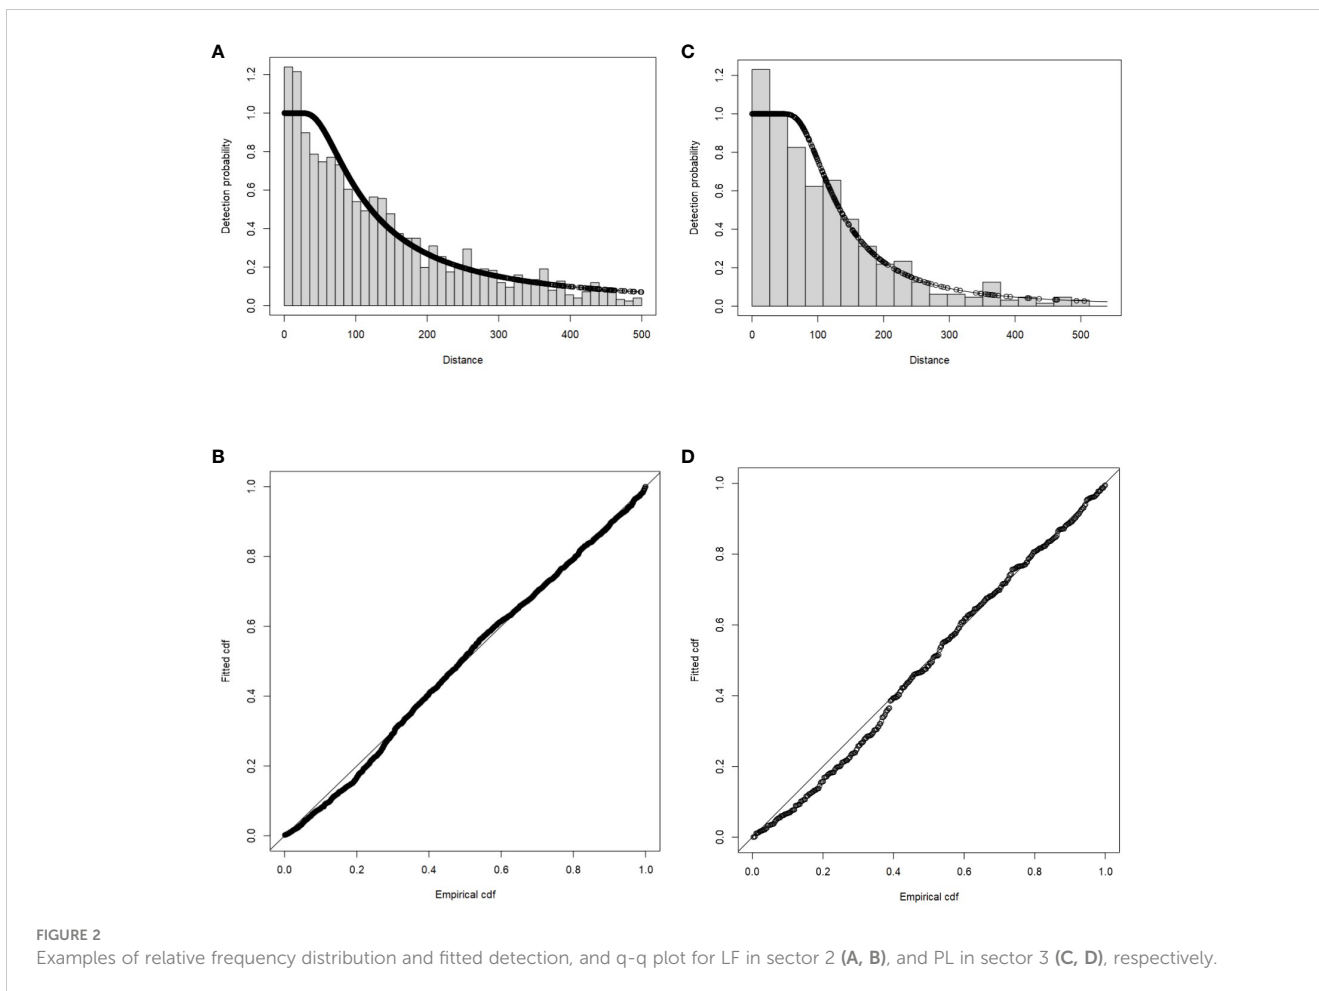 A
Detection probability
0.0 0.2 0.4 0.6 0.8 1.0 1.2
0 100 200 300 400 500
Distance
C
Detection probability
0.0 0.2 0.4 0.6 0.8 1.0 1.2
0 100 200 300 400 500
Distance
B
Fitted cdf
0.0 0.2 0.4 0.6 0.8 1.0
0.0 0.2 0.4 0.6 0.8 1.0
Empirical cdf
D
Fitted cdf
0.0 0.2 0.4 0.6 0.8 1.0
0.0 0.2 0.4 0.6 0.8 1.0
Empirical cdf
FIGURE 2
Examples of relative frequency distribution and fitted detection, and q-q plot for LF in sector 2 (A, B), and PL in sector 3 (C, D), respectively.